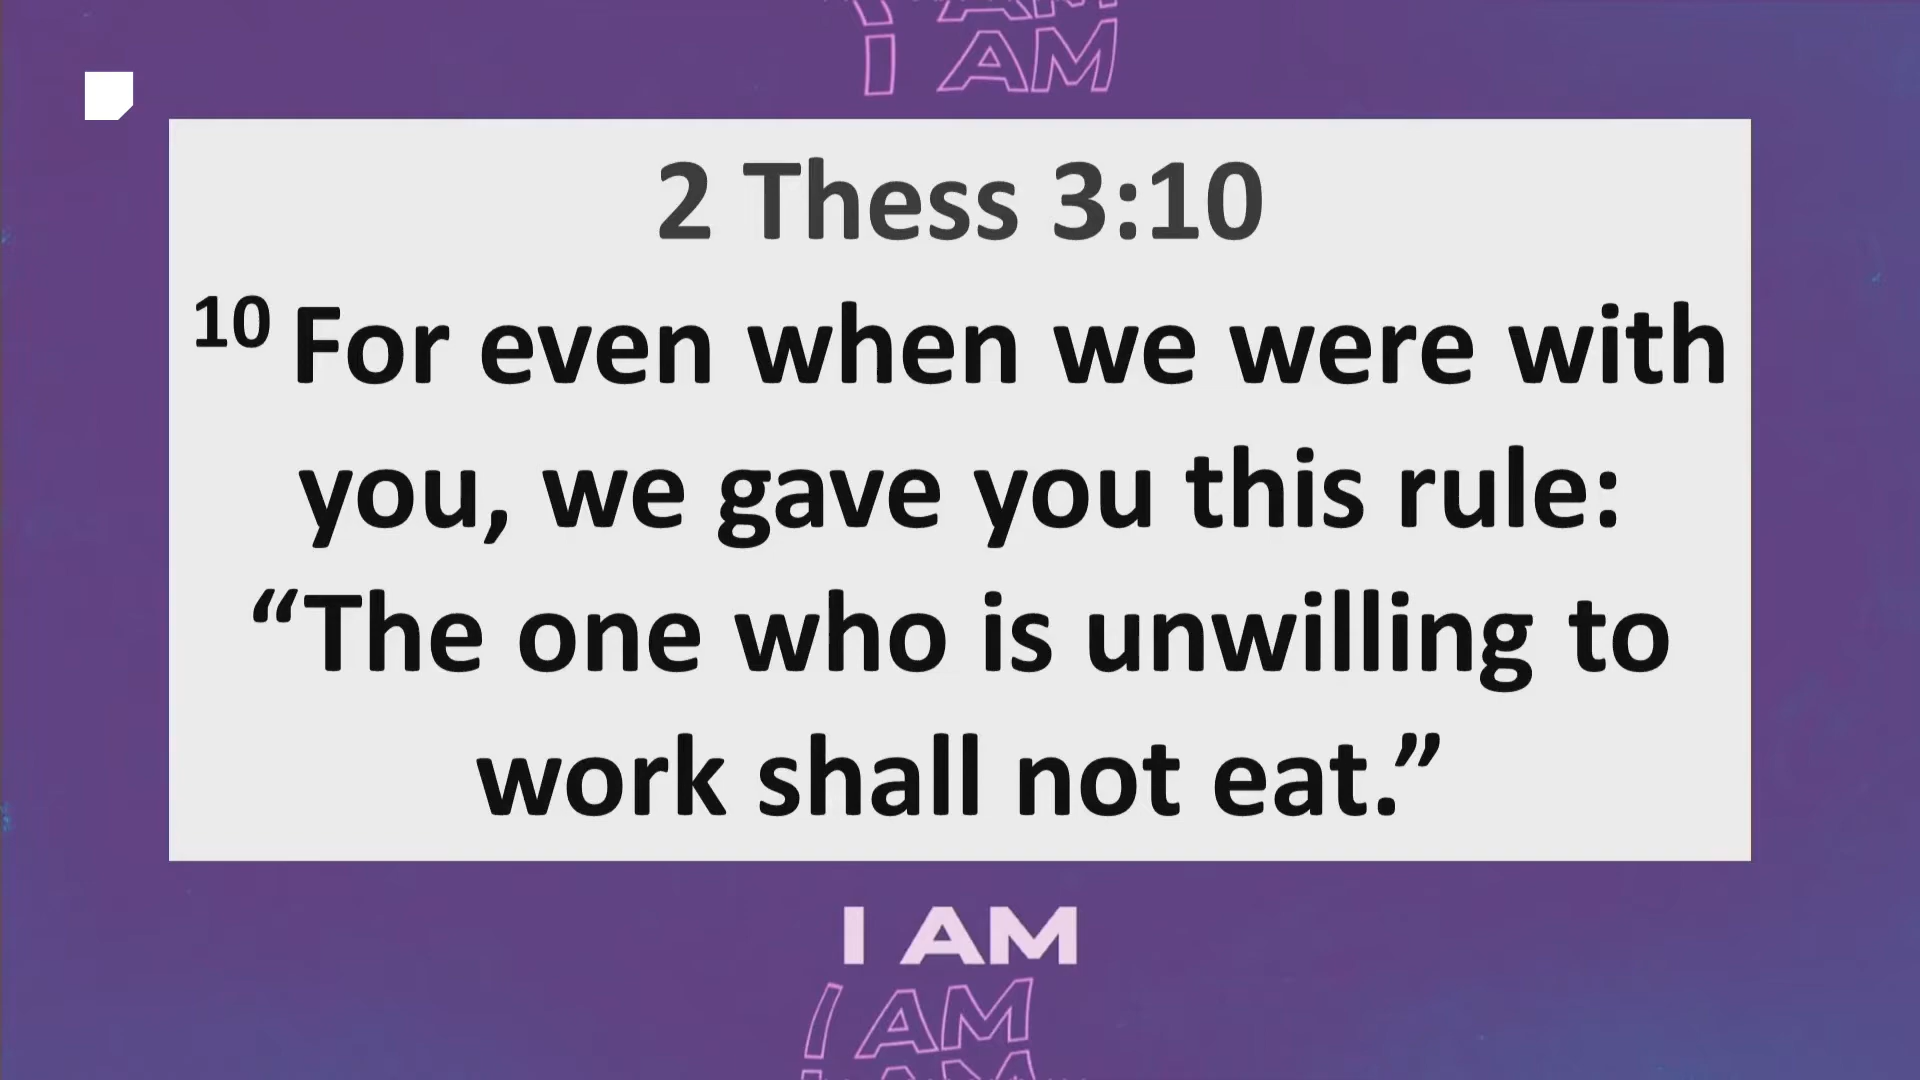 I AM
2 Thess 3:10
10 For even when we were with
you, we gave you this rule:
“The one who is unwilling to
work shall not eat.”
I AM
I AM